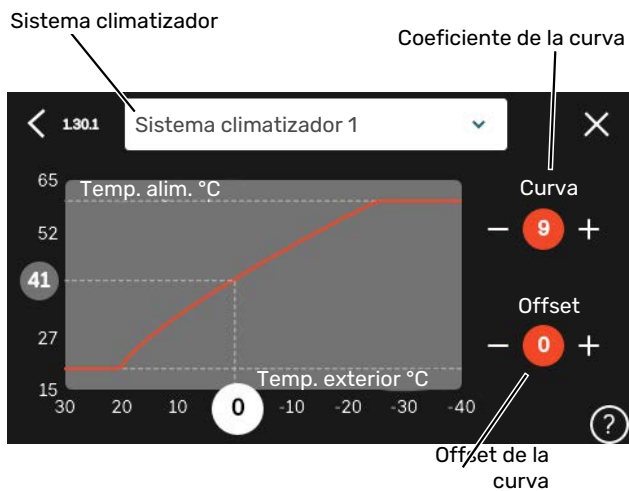 Sistema climatizador
Coeficiente de la curva
1.30.1
Sistema climatizador 1
65
Temp. alim. °C
Curva
52
− 9 +
41
Offset
27
− 0 +
Temp. exterior °C
15
30 20 10 0 -10 -20 -30 -40
?
Offset de la
curva